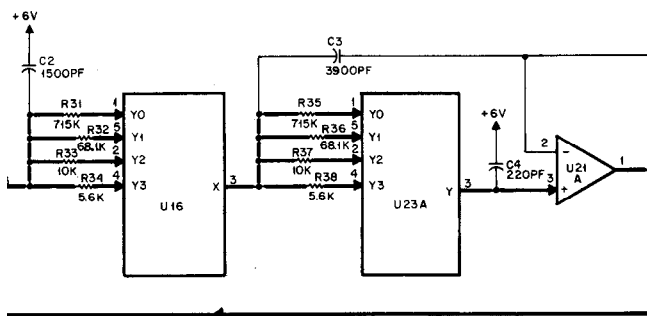 +6V
C2
1500PF
C3
3900PF
R31
715K
R32
68.1K
R33
10K
R34
5.6K
1
5
2
4
Y0
Y1
Y2
Y3
X
3
U16
R35
715K
R36
68.1K
R37
10K
R38
5.6K
1
5
2
4
Y0
Y1
Y2
Y3
Y
3
U23A
+6V
C4
220PF
2
3
-
+
U21
A
1